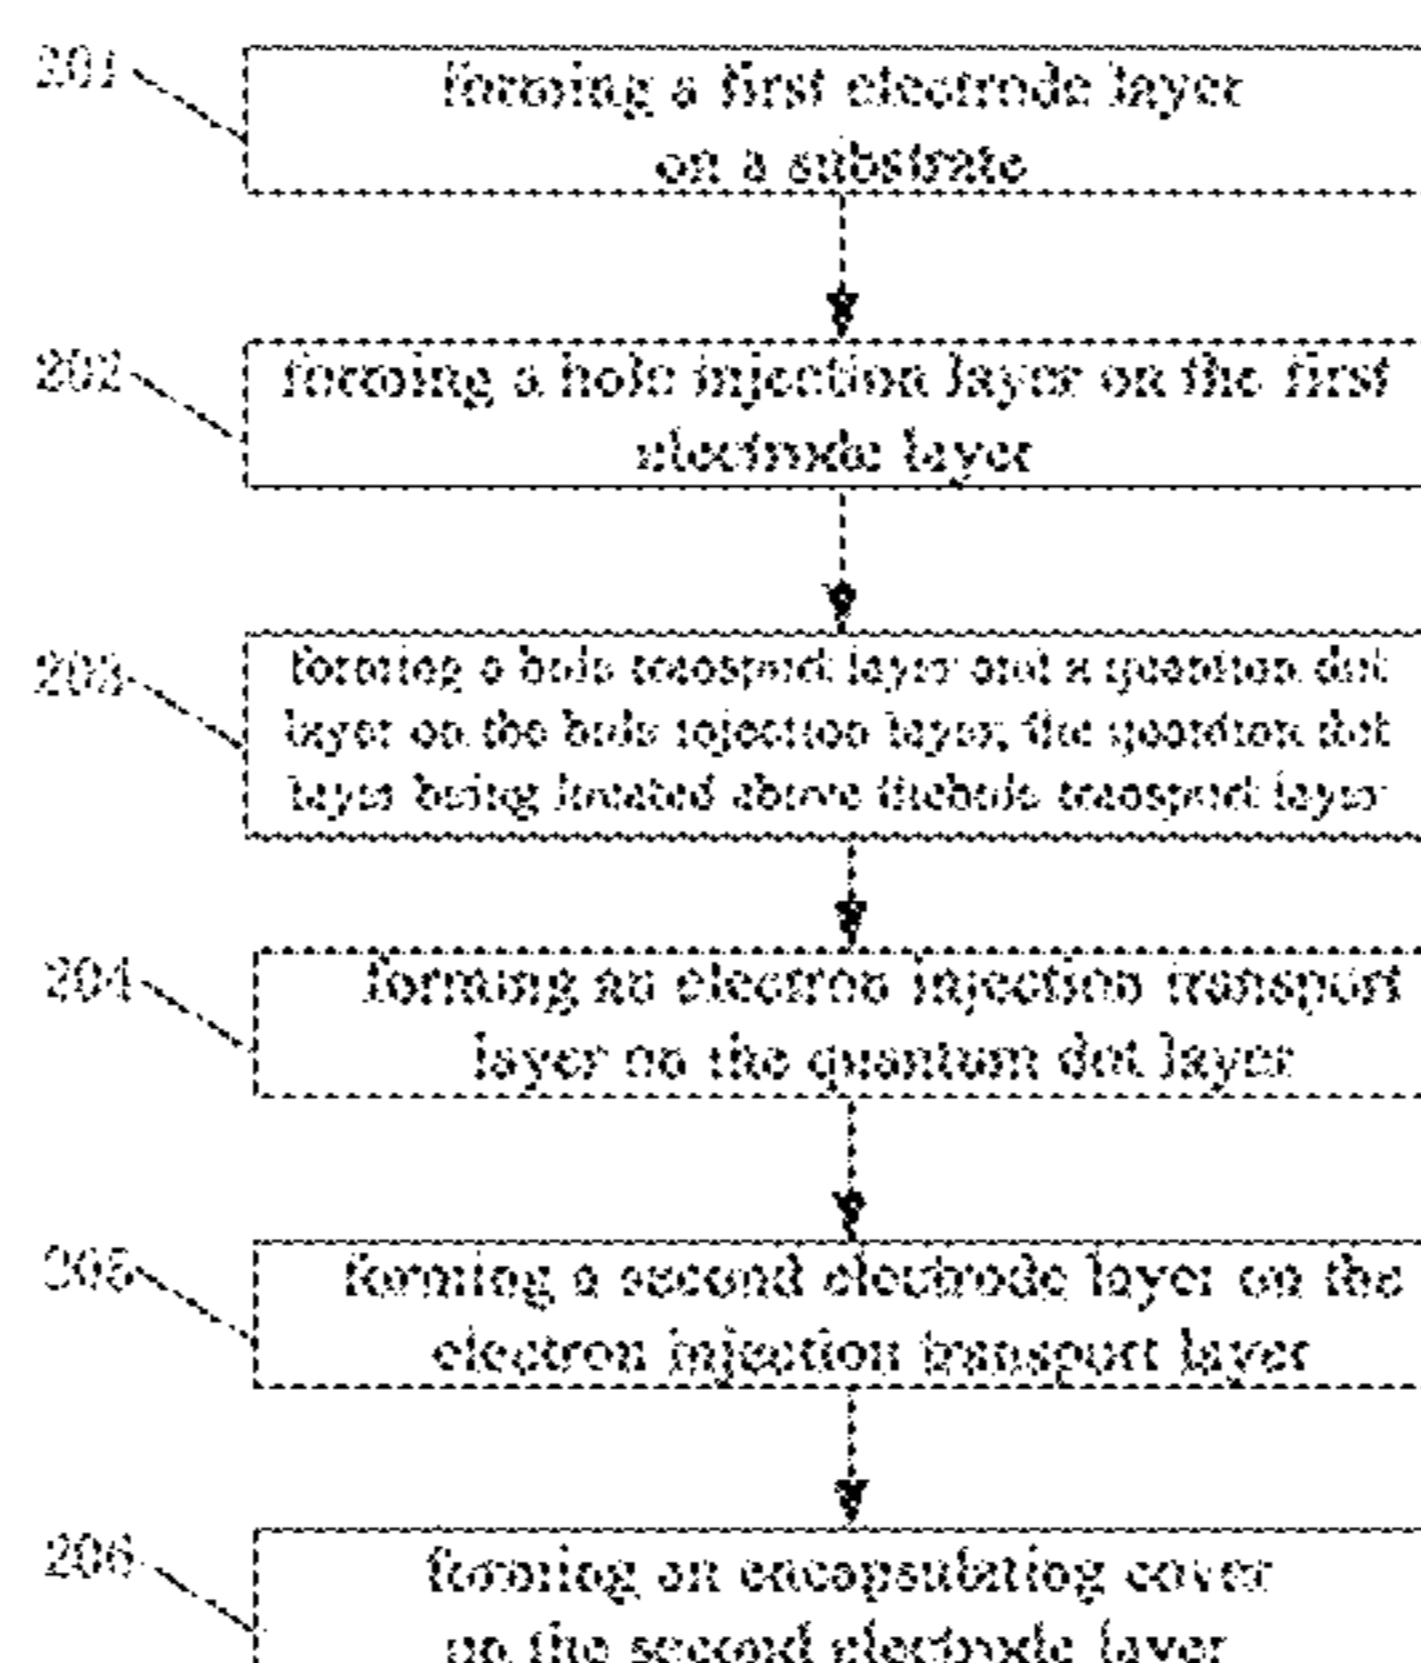 201
forming a first electrode layer
on a substrate
202
forming a hole injection layer on the first
electrode layer
203
forming a hole transport layer and a quantum dot
layer on the hole injection layer, the quantum dot
layer being located above thehole transport layer
204
forming an electron injection transport
layer on the quantum dot layer
205
forming a second electrode layer on the
electron injection transport layer
206
forming an encapsulating cover
on the second electrode layer